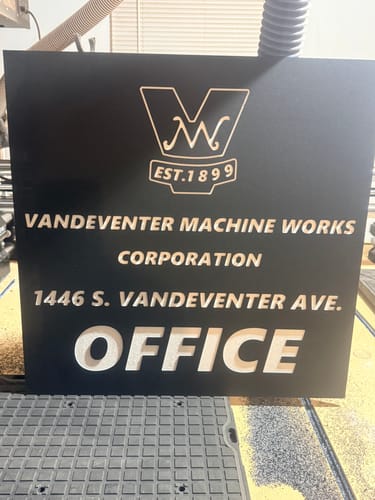 VMW
EST.1899
VANDEVENTER MACHINE WORKS
CORPORATION
1446 S. VANDEVENTER AVE.
OFFICE